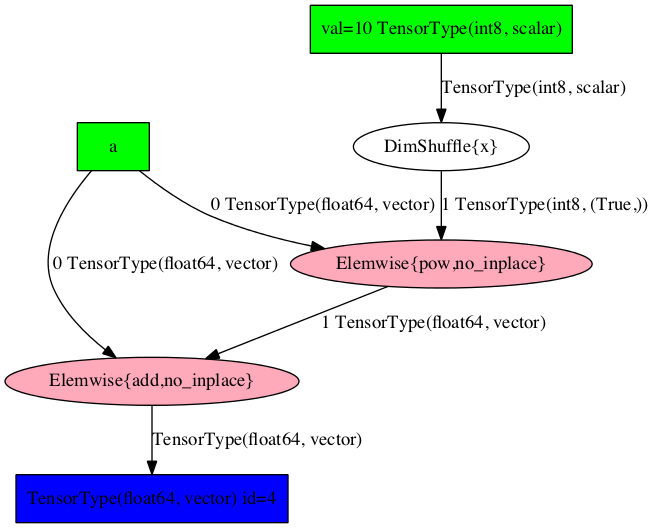 val=10 TensorType(int8, scalar)
TensorType(int8, scalar)
a
DimShuffle{x}
0 TensorType(float64, vector)
1 TensorType(int8, (True,))
0 TensorType(float64, vector)
Elemwise{pow,no_inplace}
1 TensorType(float64, vector)
Elemwise{add,no_inplace}
TensorType(float64, vector)
TensorType(float64, vector) id=4